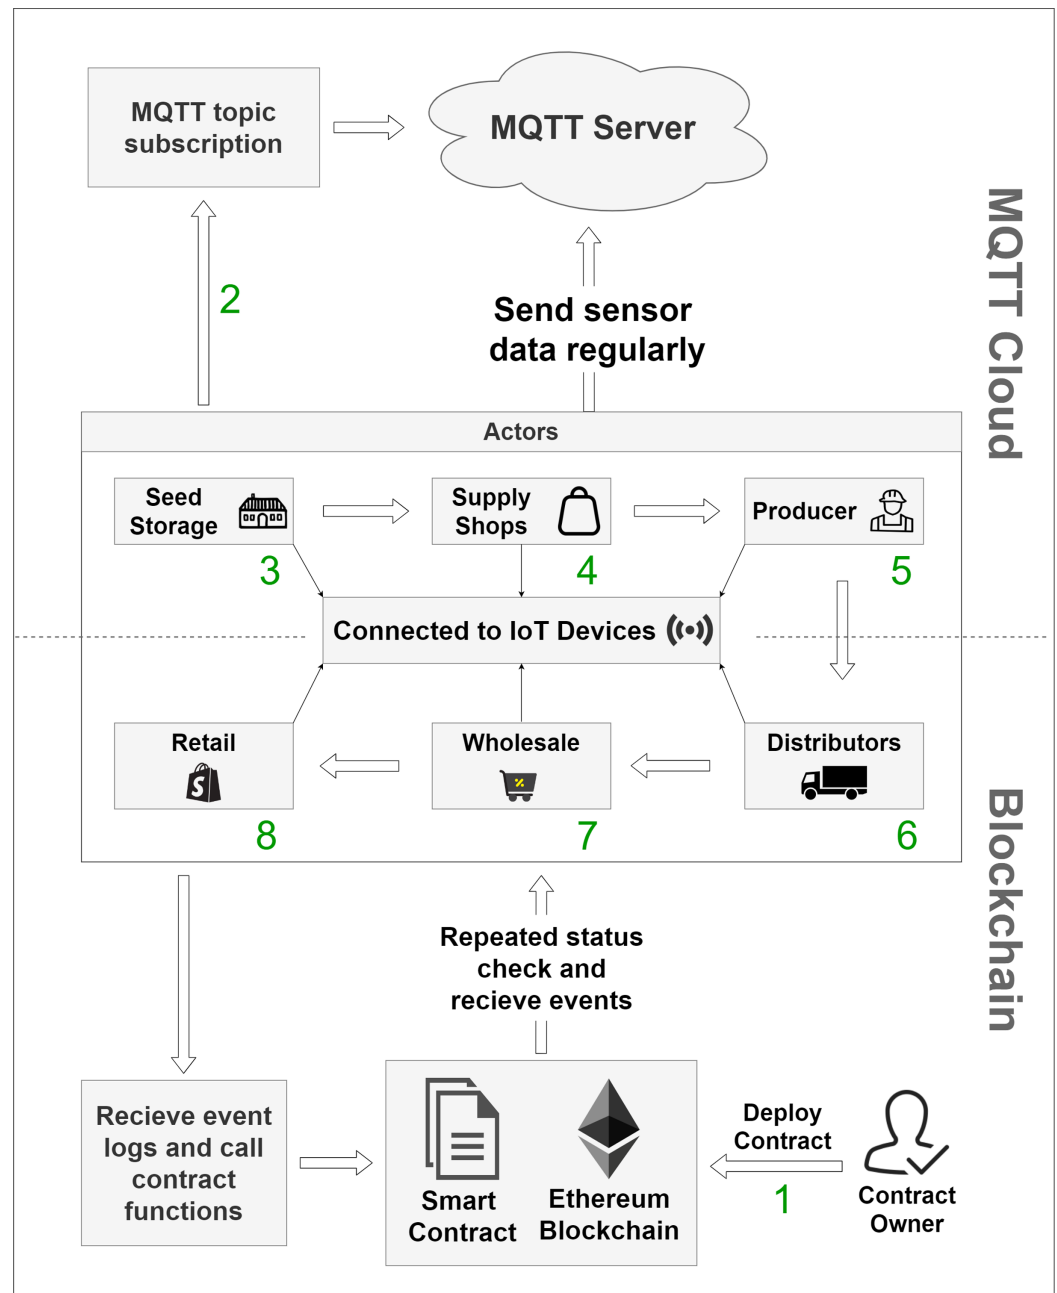 MQTT topic
subscription
MQTT Server
MQTT Cloud
2
Send sensor
data regularly
Actors
Seed
Storage
3
Supply
Shops
4
Producer
5
Connected to IoT Devices
Retail
S
8
Wholesale
%
7
Distributors
6
Blockchain
Repeated status
check and
recieve events
Recieve event
logs and call
contract
functions
Smart
Contract
Ethereum
Blockchain
Deploy
Contract
1
Contract
Owner